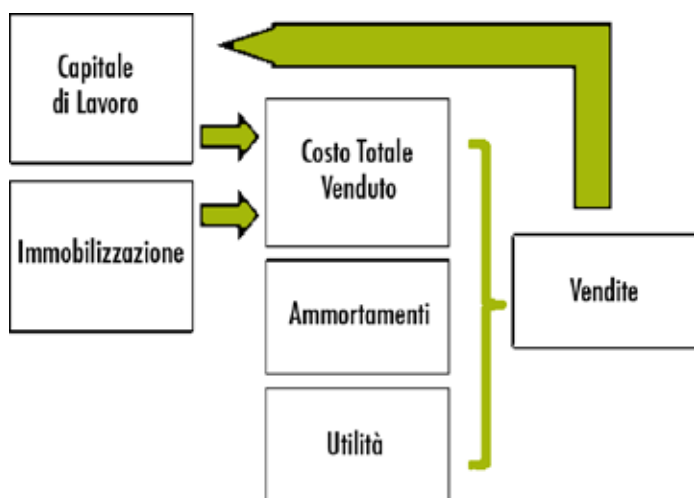 Capitale
di Lavoro
Immobilizzazione
Costo Totale
Venduto
Ammortamenti
Utilità
Vendite